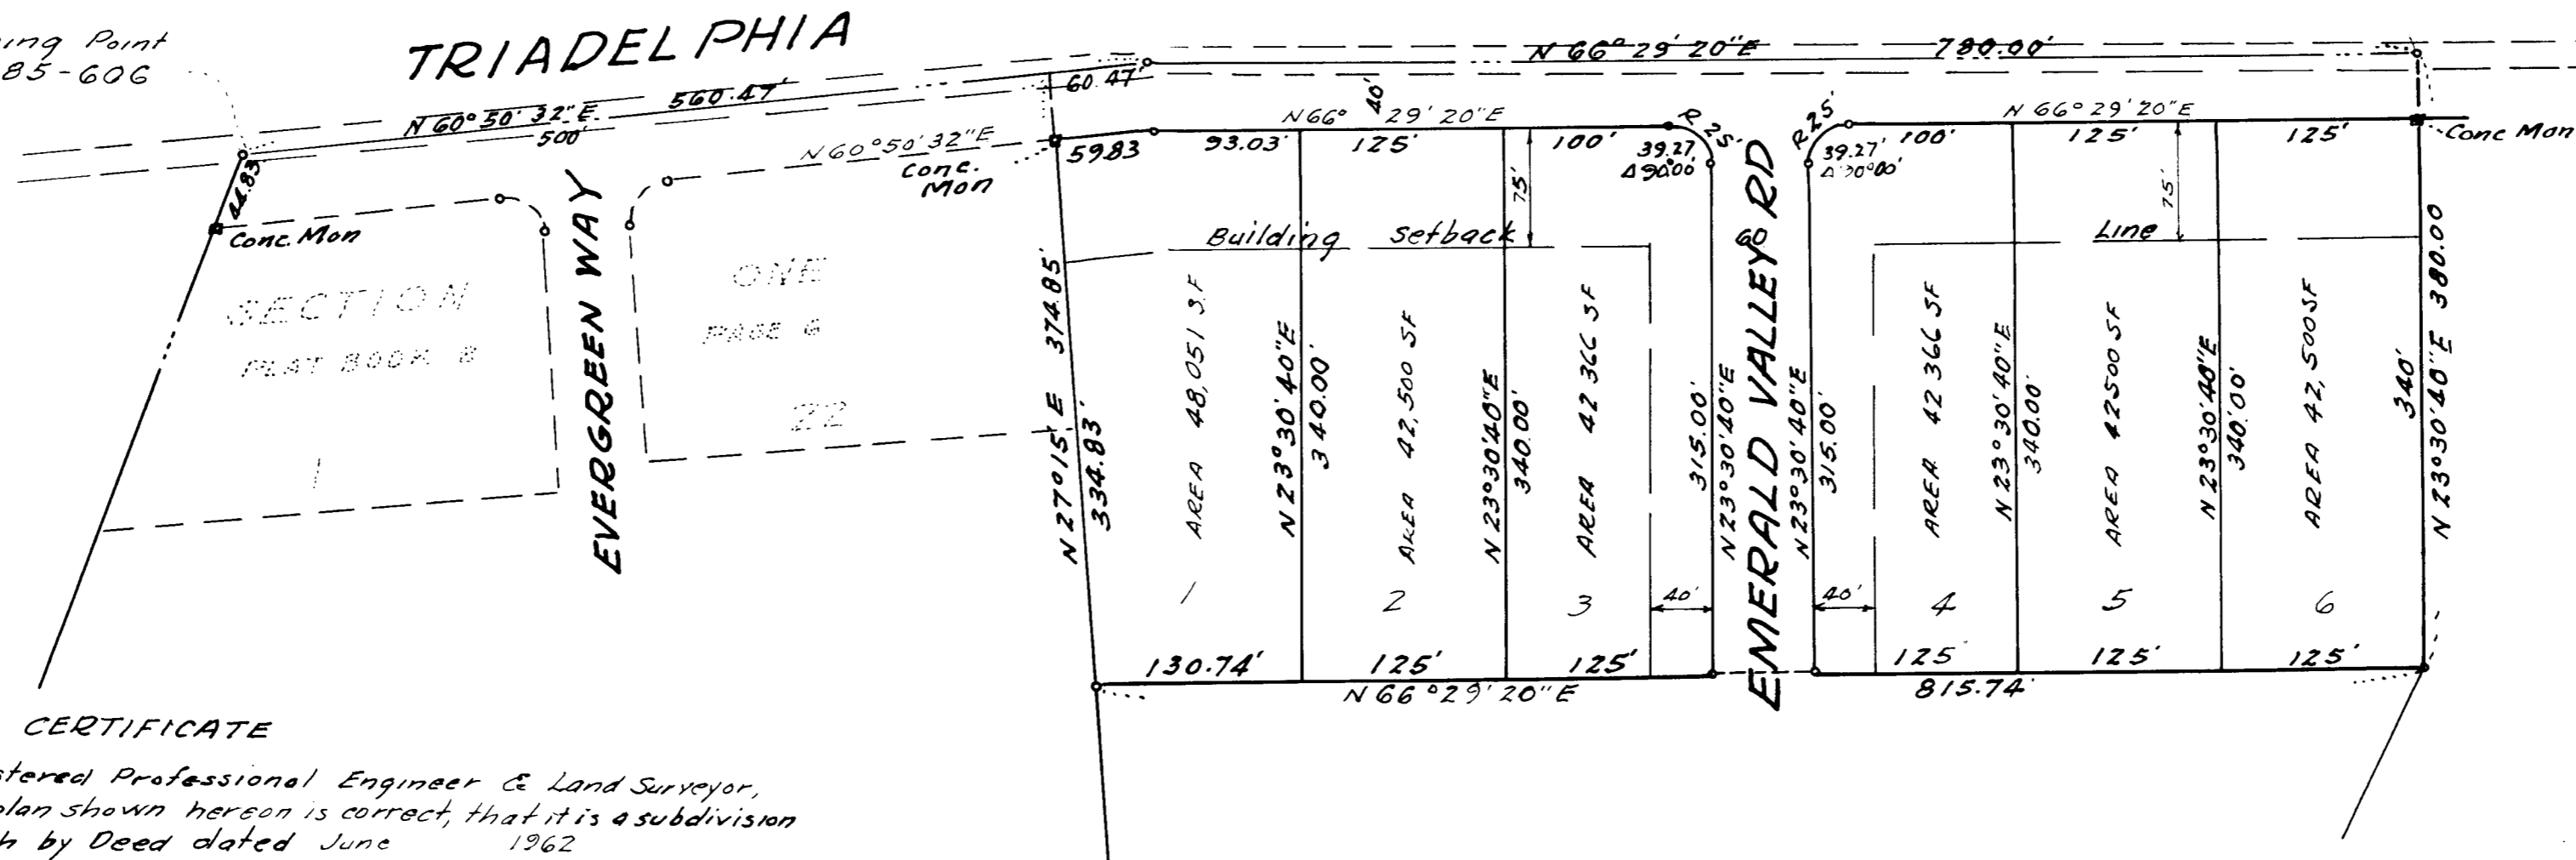 Point
85-606
TRIADELPHIA
N 60° 50' 32" E
560.47'
500'
60.47'
N 66° 29' 20" E
780.00'
40'
44.83
Conc. Mon
N 60° 50' 32" E
Conc.
Mon
59.83
93.03'
N 66° 29' 20" E
125'
100'
R 25'
39.27
Δ 90°00'
R 25'
39.27'
Δ 90°00'
100'
N 66° 29' 20" E
125'
125'
Conc Mon
75'
75'
Building Setback
Line
SECTION
PLAT BOOK 8
1
EVERGREEN WAY
ONE
PAGE 6
22
N 27° 15' E 374.85'
334.83'
AREA 48,051 S.F
1
N 23° 30' 40" E
340.00'
AREA 42,500 SF
2
N 23° 30' 40" E
340.00'
AREA 42 366 SF
3
40'
315.00'
N 23° 30' 40" E
EMERALD VALLEY RD
60'
N 23° 30' 40" E
315.00'
40'
AREA 42 366 SF
4
N 23° 30' 40" E
340.00'
AREA 42500 SF
5
N 23° 30' 40" E
340.00'
AREA 42,500 SF
6
340'
N 23° 30' 40" E 380.00
130.74'
125'
125'
125
125'
125'
N 66° 29' 20" E
815.74'
CERTIFICATE
Professional Engineer & Land Surveyor,
plan shown hereon is correct, that it is a subdivision
by Deed dated June 1962